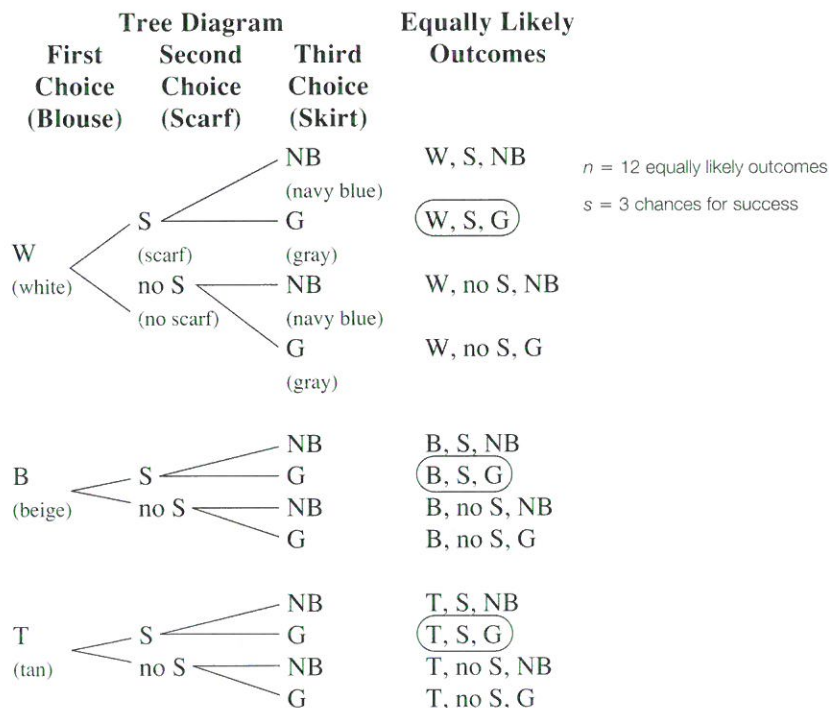 Tree Diagram Equally Likely
First Second Third Outcomes
Choice Choice Choice
(Blouse) (Scarf) (Skirt)
NB W, S, NB
(navy blue) n = 12 equally likely outcomes
S G W, S, G s = 3 chances for success
W (scarf) (gray)
(white) no S NB W, no S, NB
(no scarf) (navy blue)
G W, no S, G
(gray)
NB B, S, NB
B S G B, S, G
(beige) no S NB B, no S, NB
G B, no S, G
NB T, S, NB
T S G T, S, G
(tan) no S NB T, no S, NB
G T, no S, G